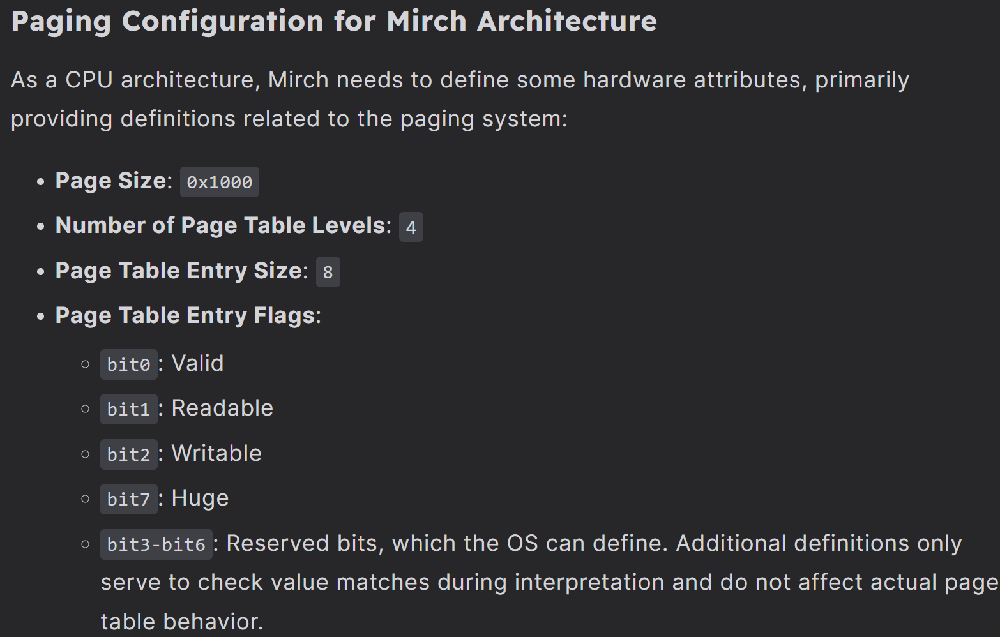 Paging Configuration for Mirch Architecture
As a CPU architecture, Mirch needs to define some hardware attributes, primarily
providing definitions related to the paging system:
• Page Size: 0x1000
• Number of Page Table Levels: 4
• Page Table Entry Size: 8
• Page Table Entry Flags:
◦ bit0: Valid
◦ bit1: Readable
◦ bit2: Writable
◦ bit7: Huge
◦ bit3-bit6: Reserved bits, which the OS can define. Additional definitions only
serve to check value matches during interpretation and do not affect actual page
table behavior.